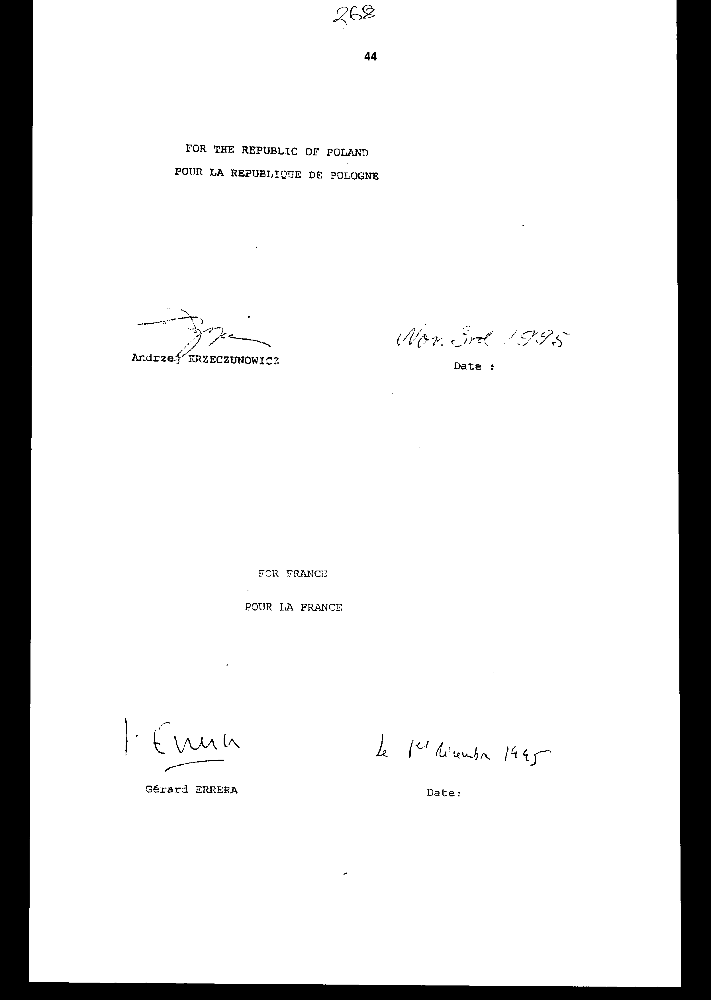 268
44
FOR THE REPUBLIC OF POLAND
POUR LA REPUBLIQUE DE POLOGNE
Nov. 3rd 1995
Andrzej KRZECZUNOWICZ
Date :
FOR FRANCE
POUR LA FRANCE
Errera
Le 1er décembre 1995
Gérard ERRERA
Date: